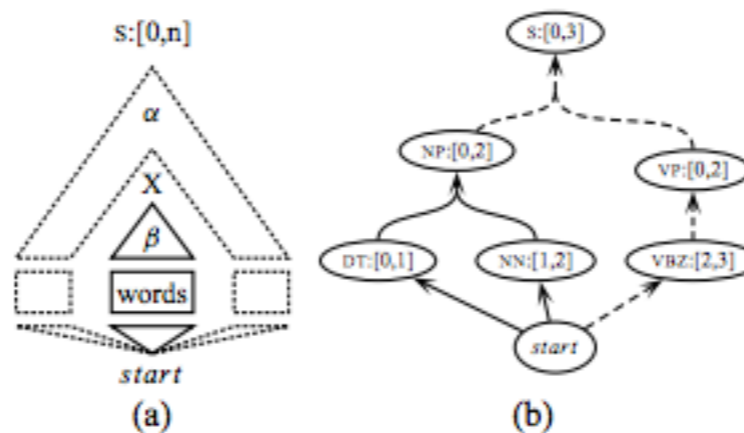 S:[0,n]
α
X
β
words
start
(a)
S:[0,3]
NP:[0,2]
VP:[0,2]
DT:[0,1]
NN:[1,2]
VBZ:[2,3]
start
(b)